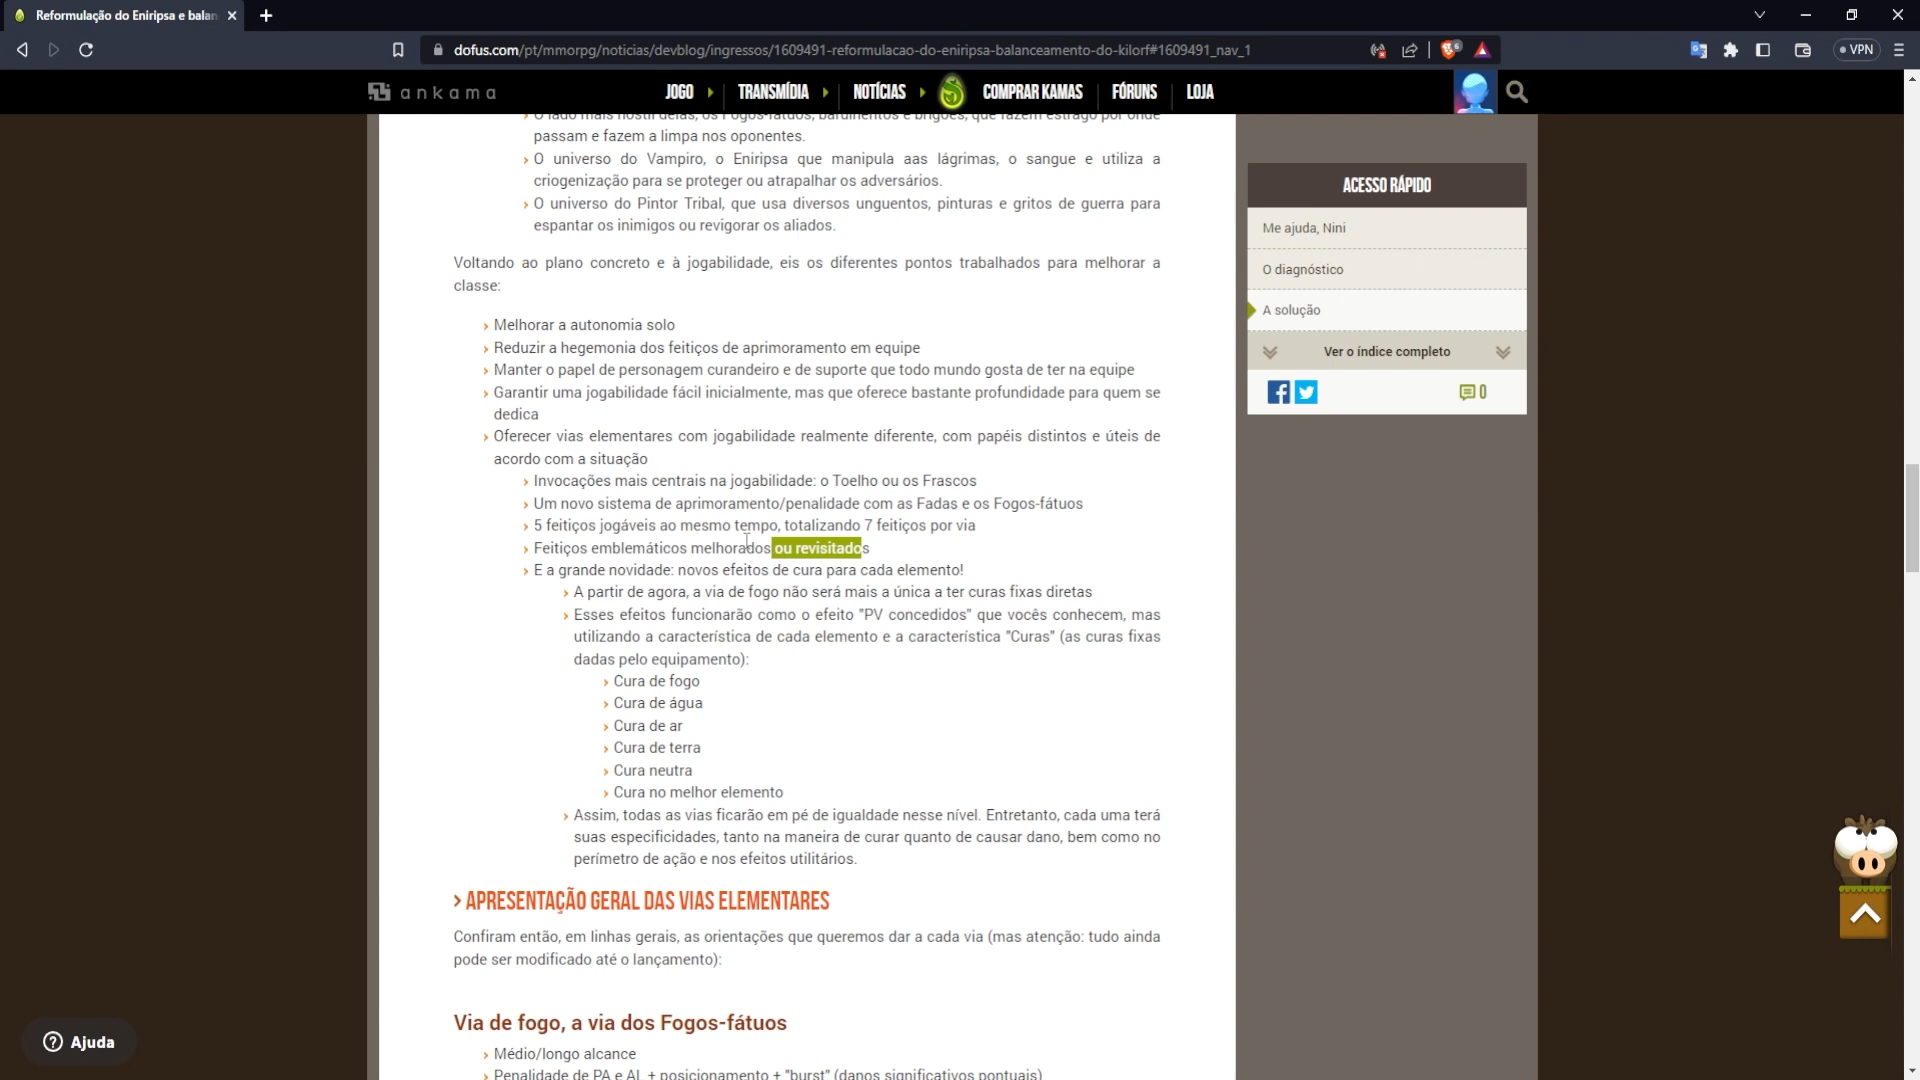 Reformulação do Eniripsa e balan
dofus.com/pt/mmorpg/noticias/devblog/ingressos/1609491-reformulacao-do-eniripsa-balanceamento-do-kilorf#1609491_nav_1
VPN
ankama
JOGO
TRANSMÍDIA
NOTÍCIAS
COMPRAR KAMAS
FÓRUNS
LOJA
O lado mais hostil delas, os Fogos-fátuos, barulhentos e brigões, que fazem estrago por onde
passam e fazem a limpa nos oponentes.
O universo do Vampiro, o Eniripsa que manipula aas lágrimas, o sangue e utiliza a
criogenização para se proteger ou atrapalhar os adversários.
O universo do Pintor Tribal, que usa diversos unguentos, pinturas e gritos de guerra para
espantar os inimigos ou revigorar os aliados.
Voltando ao plano concreto e à jogabilidade, eis os diferentes pontos trabalhados para melhorar a
classe:
Melhorar a autonomia solo
Reduzir a hegemonia dos feitiços de aprimoramento em equipe
Manter o papel de personagem curandeiro e de suporte que todo mundo gosta de ter na equipe
Garantir uma jogabilidade fácil inicialmente, mas que oferece bastante profundidade para quem se
dedica
Oferecer vias elementares com jogabilidade realmente diferente, com papéis distintos e úteis de
acordo com a situação
Invocações mais centrais na jogabilidade: o Toelho ou os Frascos
Um novo sistema de aprimoramento/penalidade com as Fadas e os Fogos-fátuos
5 feitiços jogáveis ao mesmo tempo, totalizando 7 feitiços por via
Feitiços emblemáticos melhorados ou revisitados
E a grande novidade: novos efeitos de cura para cada elemento!
A partir de agora, a via de fogo não será mais a única a ter curas fixas diretas
Esses efeitos funcionarão como o efeito "PV concedidos" que vocês conhecem, mas
utilizando a característica de cada elemento e a característica "Curas" (as curas fixas
dadas pelo equipamento):
Cura de fogo
Cura de água
Cura de ar
Cura de terra
Cura neutra
Cura no melhor elemento
Assim, todas as vias ficarão em pé de igualdade nesse nível. Entretanto, cada uma terá
suas especificidades, tanto na maneira de curar quanto de causar dano, bem como no
perímetro de ação e nos efeitos utilitários.
APRESENTAÇÃO GERAL DAS VIAS ELEMENTARES
Confiram então, em linhas gerais, as orientações que queremos dar a cada via (mas atenção: tudo ainda
pode ser modificado até o lançamento):
Via de fogo, a via dos Fogos-fátuos
Médio/longo alcance
Penalidade de PA e AL + posicionamento + "burst" (danos significativos pontuais)
ACESSO RÁPIDO
Me ajuda, Nini
O diagnóstico
A solução
Ver o índice completo
0
Ajuda